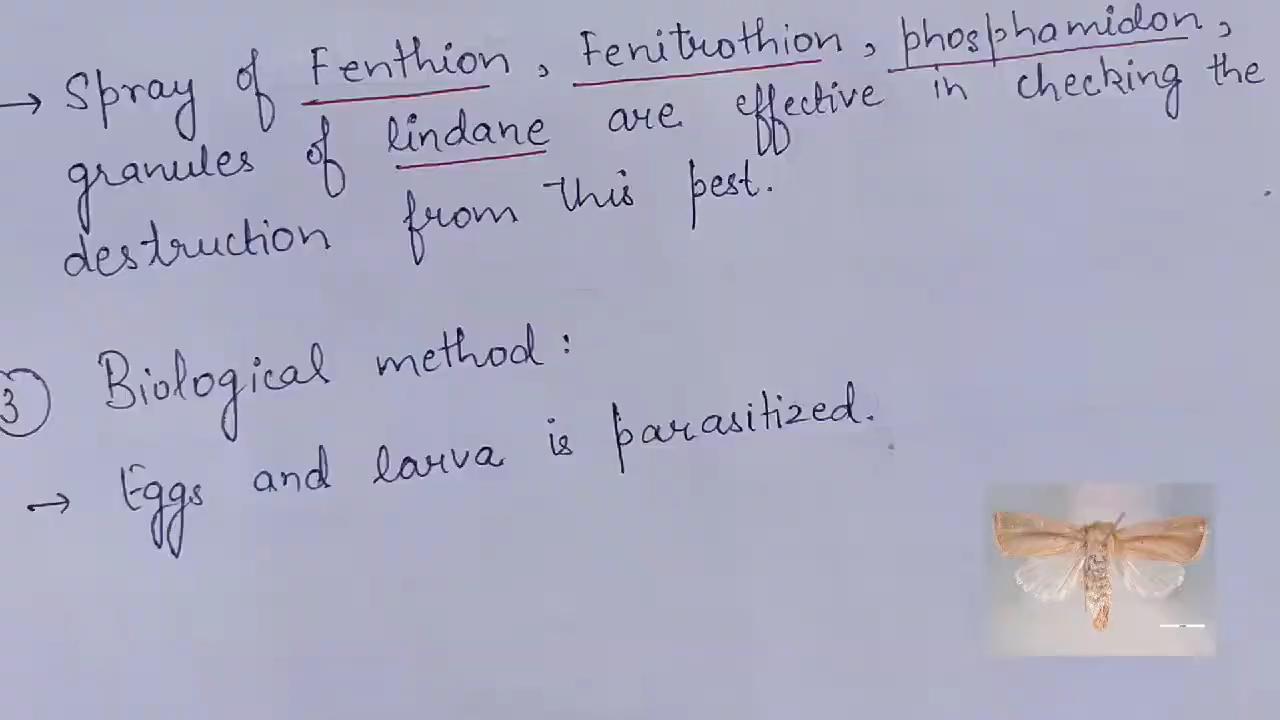 → Spray of Fenthion, Fenitrothion, phosphamidon,
granules of lindane are effective in checking the
destruction from this pest.
3 Biological method:
→ Eggs and larva is parasitized.